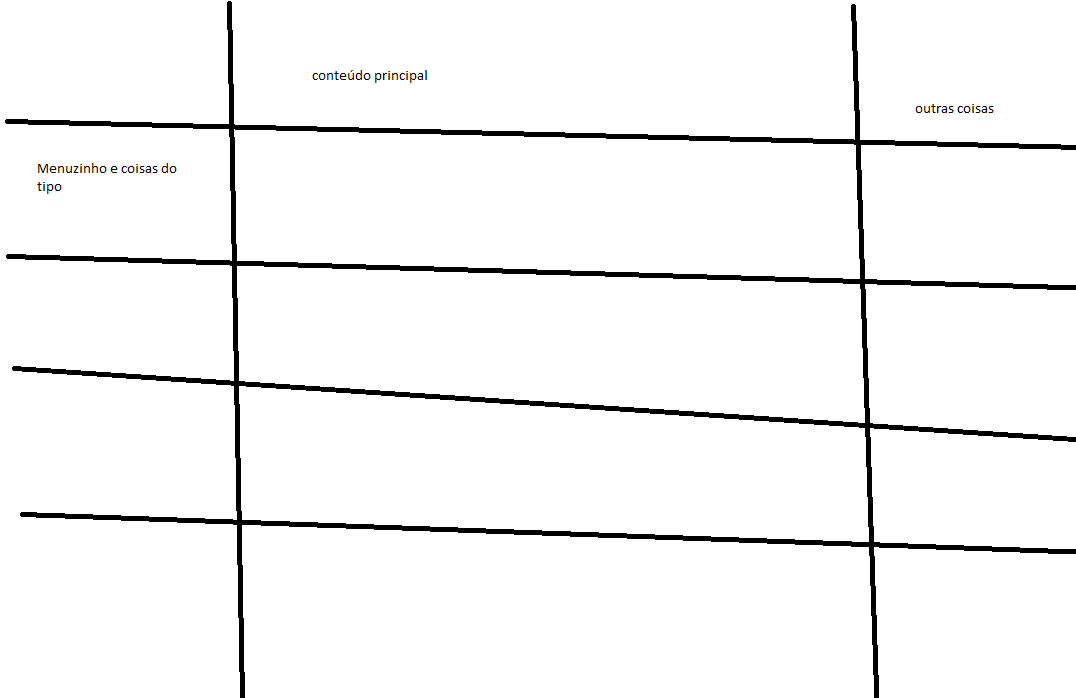 conteúdo principal
outras coisas
Menuzinho e coisas do
tipo